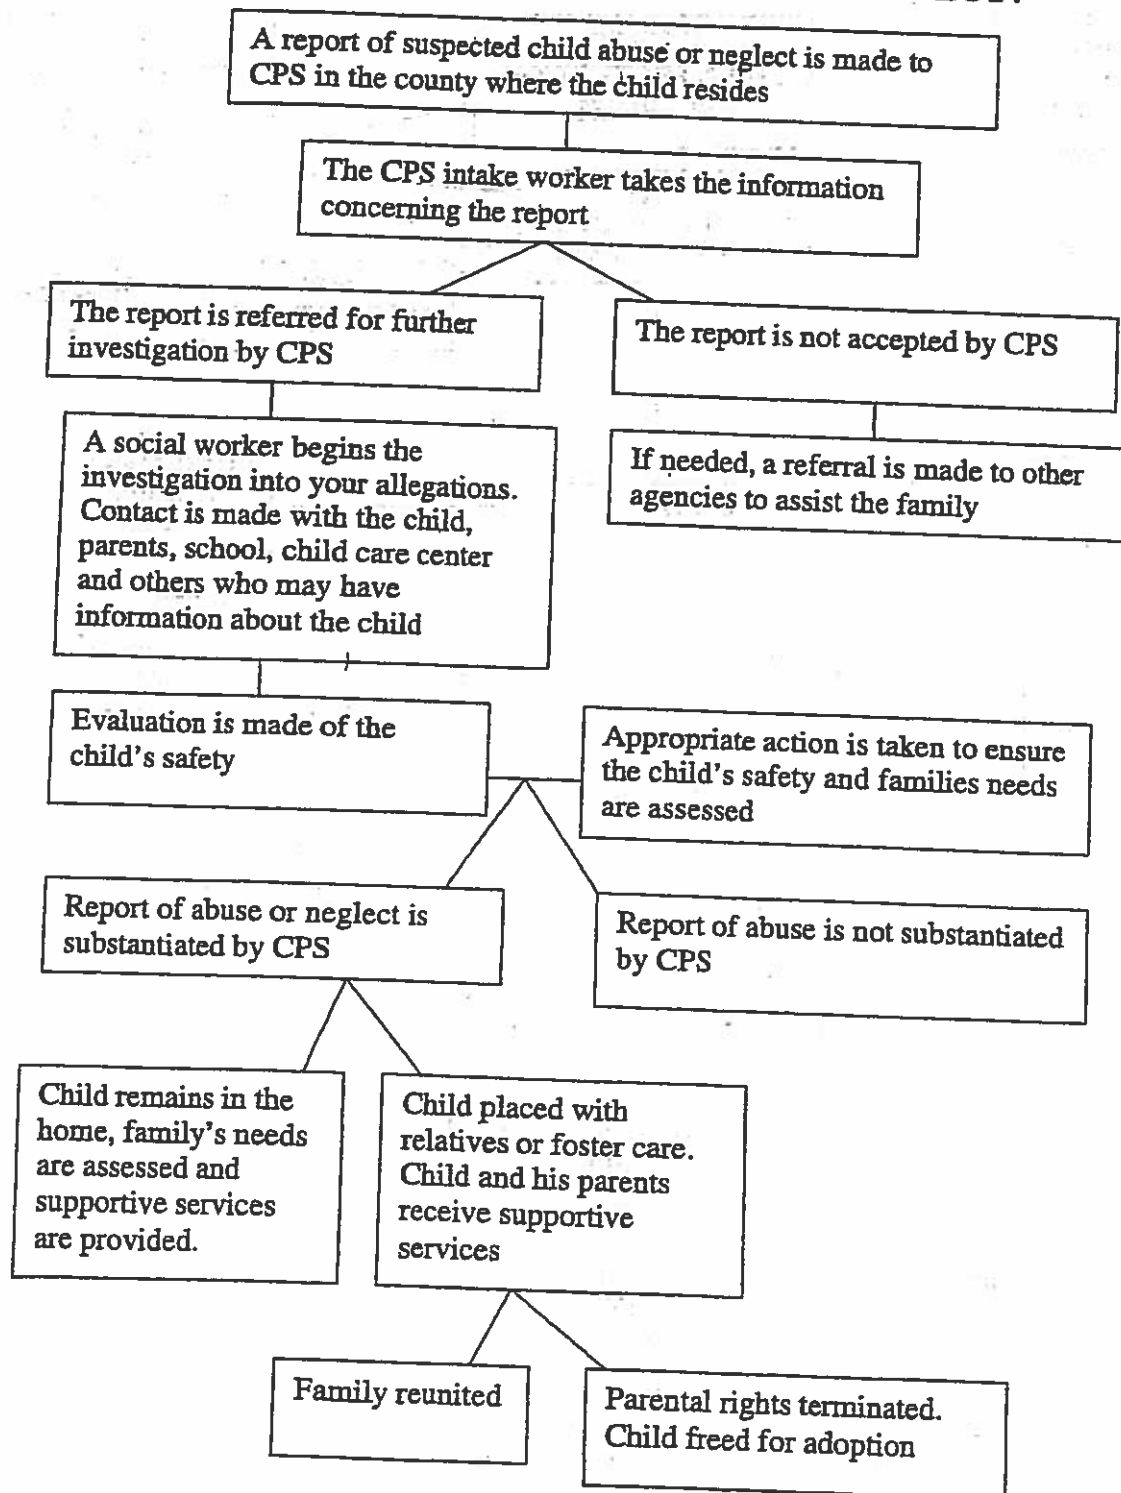 A report of suspected child abuse or neglect is made to
CPS in the county where the child resides
The CPS intake worker takes the information
concerning the report
The report is referred for further
investigation by CPS
The report is not accepted by CPS
A social worker begins the
investigation into your allegations.
Contact is made with the child,
parents, school, child care center
and others who may have
information about the child
If needed, a referral is made to other
agencies to assist the family
Evaluation is made of the
child's safety
Appropriate action is taken to ensure
the child's safety and families needs
are assessed
Report of abuse or neglect is
substantiated by CPS
Report of abuse is not substantiated
by CPS
Child remains in the
home, family's needs
are assessed and
supportive services
are provided.
Child placed with
relatives or foster care.
Child and his parents
receive supportive
services
Family reunited
Parental rights terminated.
Child freed for adoption